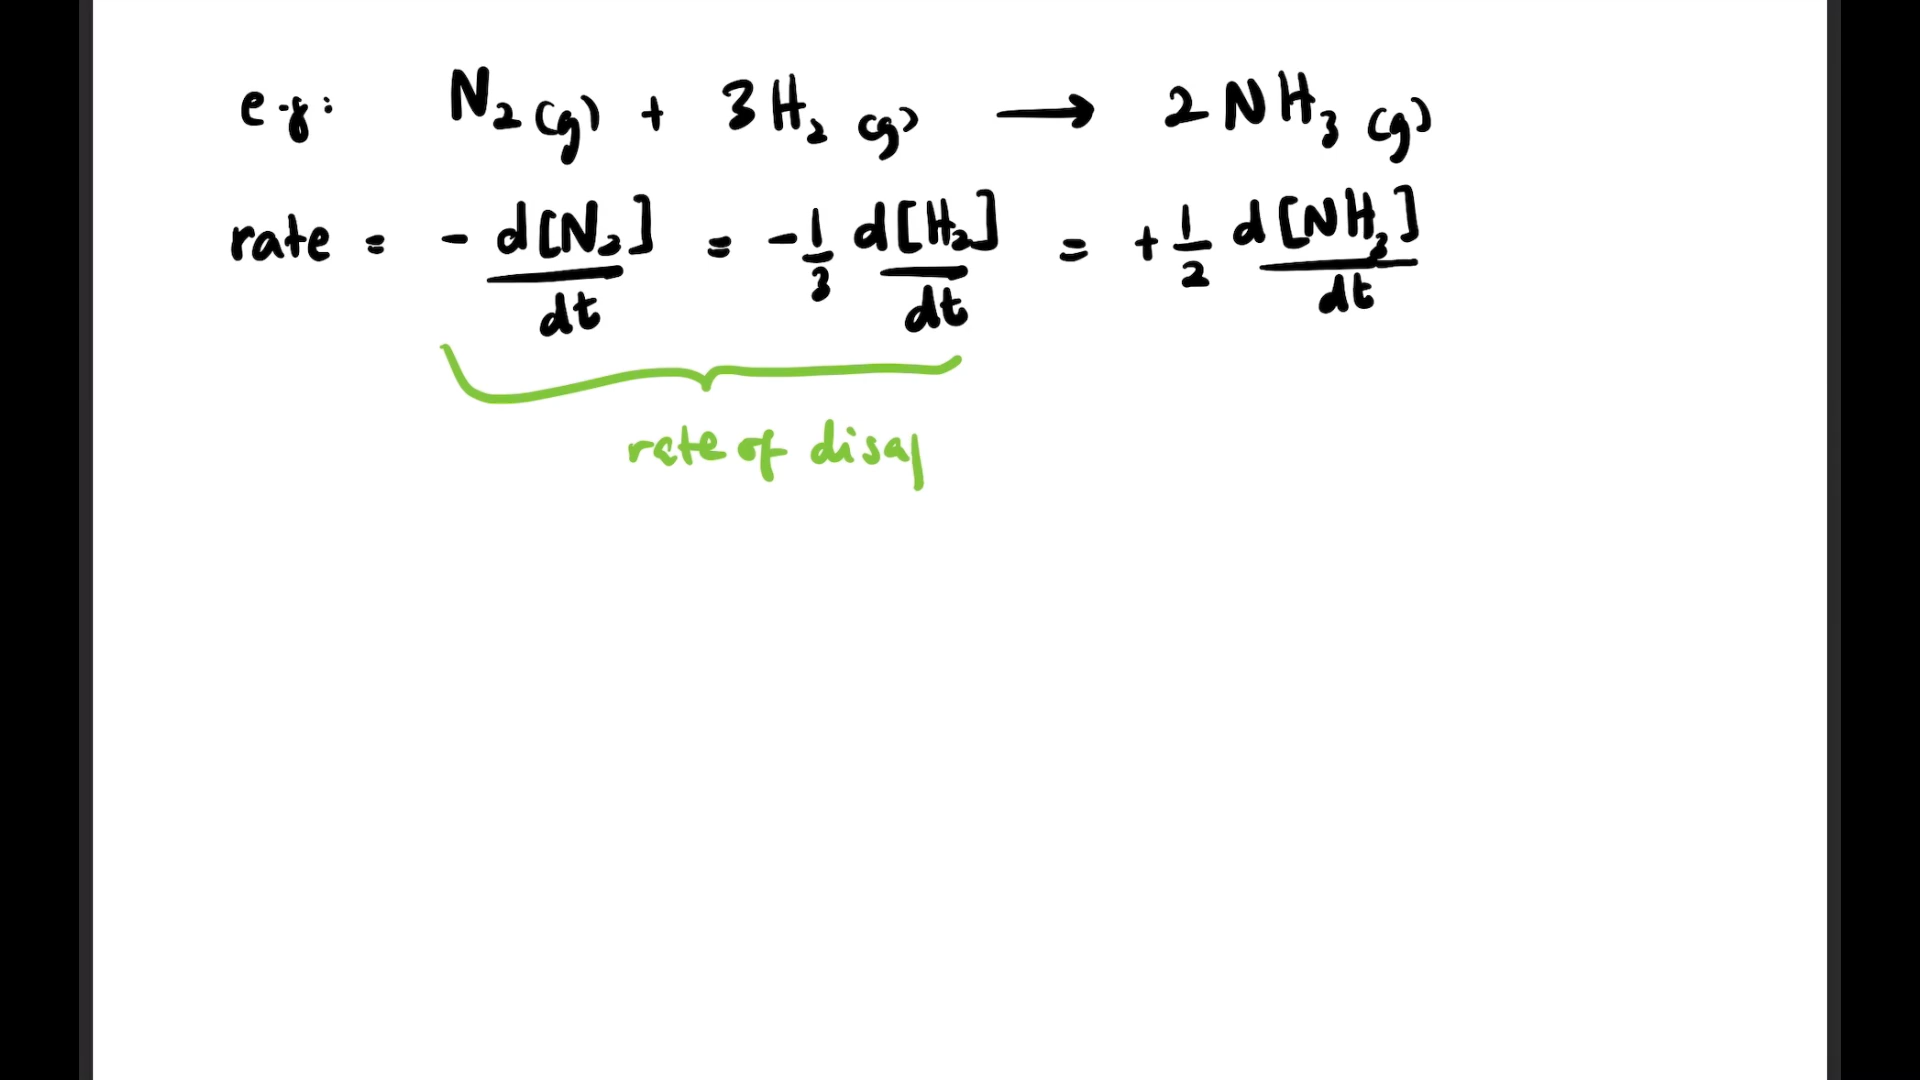 e.g: N₂(g) + 3H₂(g) ⟶ 2NH₃(g)
rate = - d[N₂]/dt = -1/3 d[H₂]/dt = +1/2 d[NH₃]/dt
rate of disap